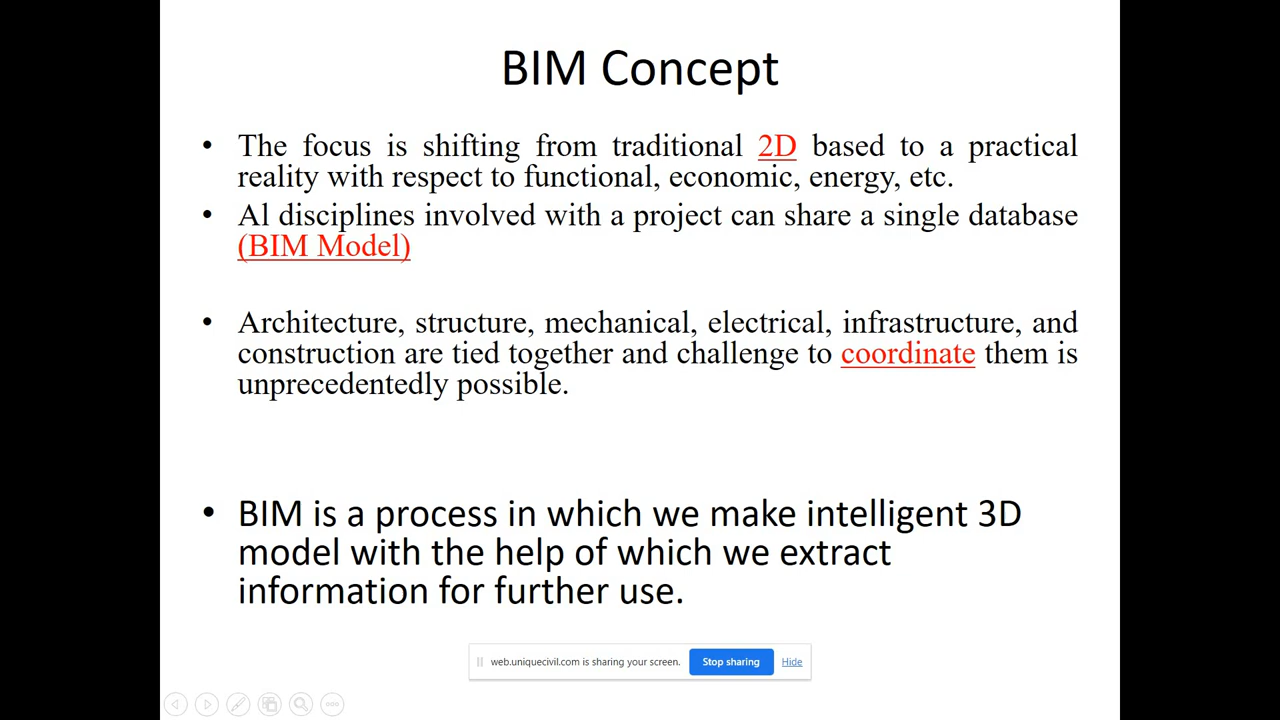 BIM Concept
• The focus is shifting from traditional 2D based to a practical
reality with respect to functional, economic, energy, etc.
• Al disciplines involved with a project can share a single database
(BIM Model)
• Architecture, structure, mechanical, electrical, infrastructure, and
construction are tied together and challenge to coordinate them is
unprecedentedly possible.
• BIM is a process in which we make intelligent 3D
model with the help of which we extract
information for further use.
web.uniquecivil.com is sharing your screen. Stop sharing Hide